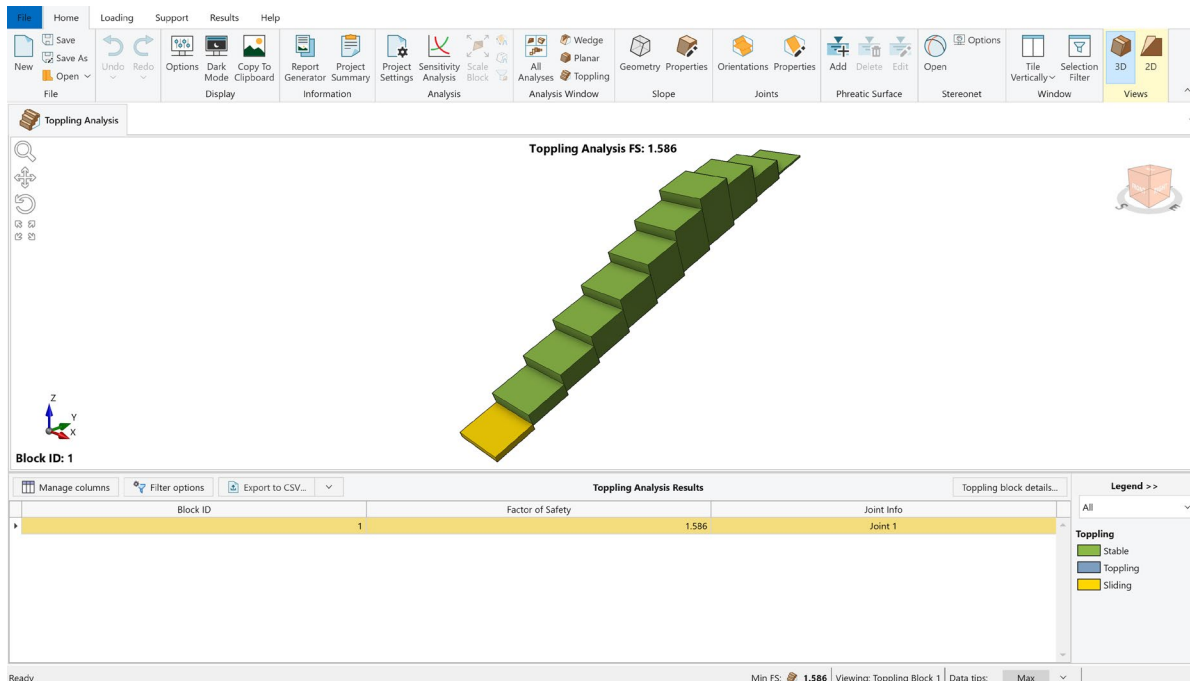 File Home Loading Support Results Help
New Save Save As Open Undo Redo Options Dark Mode Copy To Clipboard Report Generator Project Summary Project Settings Sensitivity Analysis Scale Block All Analyses Wedge Planar Toppling Geometry Properties Orientations Properties Add Delete Edit Open Options Tile Vertically Selection Filter 3D 2D
File Display Information Analysis Analysis Window Slope Joints Phreatic Surface Stereonet Window Views
Toppling Analysis
Toppling Analysis FS: 1.586
S E
Z
Y
X
Block ID: 1
Manage columns Filter options Export to CSV... Toppling Analysis Results Toppling block details... Legend >>
Block ID Factor of Safety Joint Info All
1 1.586 Joint 1
Toppling
Stable
Toppling
Sliding
Ready Min FS: 1.586 Viewing: Toppling Block 1 Data tips: Max